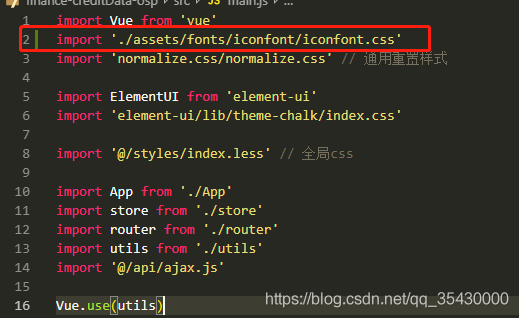 finance-creditData-osp > src > JS main.js > ...
1 import Vue from 'vue'
2 import './assets/fonts/iconfont/iconfont.css'
3 import 'normalize.css/normalize.css' // 通用重置样式
4
5 import ElementUI from 'element-ui'
6 import 'element-ui/lib/theme-chalk/index.css'
7
8 import '@/styles/index.less' // 全局css
9
10 import App from './App'
11 import store from './store'
12 import router from './router'
13 import utils from './utils'
14 import '@/api/ajax.js'
15
16 Vue.use(utils)
https://blog.csdn.net/qq_35430000